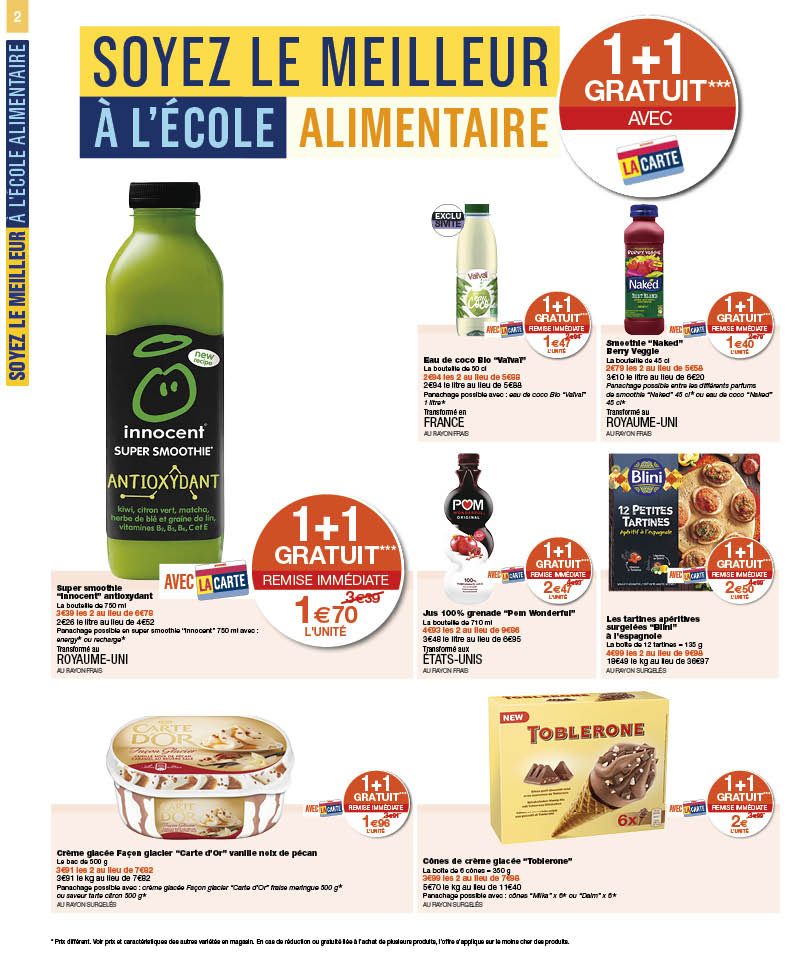 2
SOYEZ LE MEILLEUR À L'ÉCOLE ALIMENTAIRE
SOYEZ LE MEILLEUR
À L'ÉCOLE ALIMENTAIRE
1+1
GRATUIT***
AVEC
LA CARTE
new
recipe
innocent
SUPER SMOOTHIE
ANTIOXYDANT
kiwi, citron vert, matcha,
herbe de blé et graine de lin,
AVEC LA CARTE
1+1
GRATUIT***
REMISE IMMÉDIATE
3€39
1€70
L'UNITÉ
Super smoothie
"Innocent" antioxydant
La bouteille de 750 ml
3€39 les 2 au lieu de 6€78
2€26 le litre au lieu de 4€52
Panachage possible en super smoothie "Innocent" 750 ml avec :
energy* ou recharge*
Transformé au
ROYAUME-UNI
AU RAYON FRAIS
EXCLU
SIVITÉ
Vaïvaï
AVEC LA CARTE
1+1
GRATUIT***
REMISE IMMÉDIATE
1€47
L'UNITÉ
Eau de coco Bio "Vaïvaï"
La bouteille de 50 cl
2€94 les 2 au lieu de 5€88
2€94 le litre au lieu de 5€88
Panachage possible avec : eau de coco Bio "Vaïvaï"
1 litre*
Transformé en
FRANCE
AU RAYON FRAIS
BERRY VEGGIE
Naked
AVEC LA CARTE
1+1
GRATUIT***
REMISE IMMÉDIATE
2€79
1€40
L'UNITÉ
Smoothie "Naked"
Berry Veggie
La bouteille de 45 cl
2€79 les 2 au lieu de 5€58
3€10 le litre au lieu de 6€20
Panachage possible entre les différents parfums
de smoothie "Naked" 45 cl* ou eau de coco "Naked"
45 cl*
Transformé au
ROYAUME-UNI
AU RAYON FRAIS
POM
WONDERFUL
ORIGINAL
100%
AVEC LA CARTE
1+1
GRATUIT***
REMISE IMMÉDIATE
2€47
L'UNITÉ
Jus 100% grenade "Pom Wonderful"
La bouteille de 710 ml
4€93 les 2 au lieu de 9€86
3€48 le litre au lieu de 6€95
Transformé aux
ÉTATS-UNIS
AU RAYON FRAIS
Blini
12 PETITES
TARTINES
Apéritif à l'espagnole
AVEC LA CARTE
1+1
GRATUIT***
REMISE IMMÉDIATE
2€50
L'UNITÉ
Les tartines apéritives
surgelées "Blini"
à l'espagnole
La boîte de 12 tartines = 135 g
4€99 les 2 au lieu de 9€98
18€49 le kg au lieu de 36€97
AU RAYON SURGELÉS
CARTE
D'OR
Façon Glacier
VANILLE NOIX DE PÉCAN
CARAMEL AU BEURRE SALÉ
CARTE
D'OR
AVEC LA CARTE
1+1
GRATUIT***
REMISE IMMÉDIATE
3€91
1€96
L'UNITÉ
Crème glacée Façon glacier "Carte d'Or" vanille noix de pécan
Le bac de 500 g
3€91 les 2 au lieu de 7€82
3€91 le kg au lieu de 7€82
Panachage possible avec : crème glacée Façon glacier "Carte d'Or" fraise meringue 500 g*
ou saveur tarte citron 500 g*
AU RAYON SURGELÉS
NEW
TOBLERONE
6x
AVEC LA CARTE
1+1
GRATUIT***
REMISE IMMÉDIATE
3€99
2€
L'UNITÉ
Cônes de crème glacée "Toblerone"
La boîte de 6 cônes = 350 g
3€99 les 2 au lieu de 7€98
5€70 le kg au lieu de 11€40
Panachage possible avec : cônes "Milka" x 6* ou "Daim" x 6*
AU RAYON SURGELÉS
* Prix différent. Voir prix et caractéristiques des autres variétés en magasin. En cas de réduction ou gratuité liée à l'achat de plusieurs produits, l'offre s'applique sur le moins cher des produits.